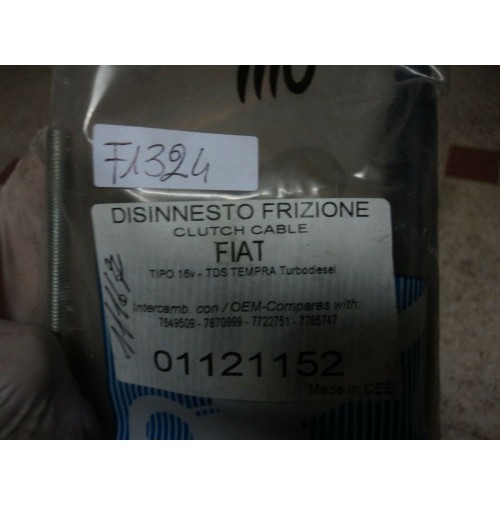 F1324
DISINNESTO FRIZIONE
CLUTCH CABLE
FIAT
TIPO 16v - TDS TEMPRA Turbodiesel
Intercamb. con / OEM-Compares with:
7649509 - 7670999 - 7722751 - 7785747
01121152
Made in CEE